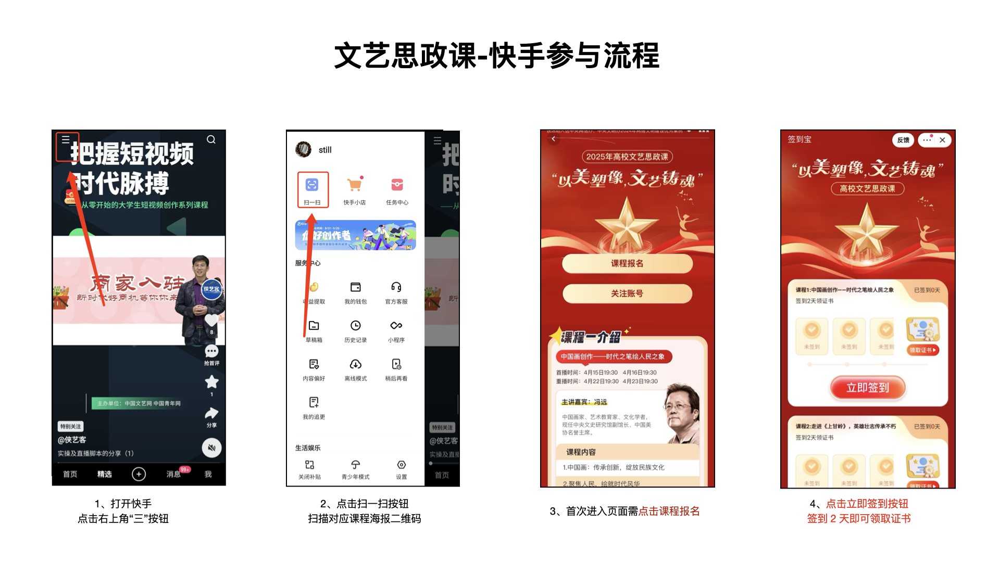 文艺思政课-快手参与流程
把握短视频
时代脉搏
——从零开始的大学生短视频创作系列课程
商家入驻
新时代好商机等你你来
侠艺客
8
抢首评
1
分享
主办单位：中国文艺网 中国青年网
特别关注
@侠艺客
实操及直播脚本的分享（1）
首页
精选
消息
99+
我
1、打开快手
点击右上角“三”按钮
still
扫一扫
快手小店
任务中心
你好创作者
服务中心
收益提取
我的钱包
官方客服
草稿箱
历史记录
小程序
内容偏好
离线模式
稍后再看
我的追更
生活娱乐
关闭补贴
青少年模式
设置
把
时
——从
新
特别关注
@侠艺客
实操及直播
首页
2、点击扫一扫按钮
扫描对应课程海报二维码
2025年高校文艺思政课
“以美塑像,文艺铸魂”
课程报名
关注账号
课程一介绍
中国画创作——时代之笔绘人民之象
首播时间：4月15日19:30 4月16日19:30
重播时间：4月22日19:30 4月23日19:30
主讲嘉宾：冯远
中国画家、艺术教育家、文化学者，
现任中央文史研究馆副馆长、中国美
协名誉主席。
课程内容
1.中国画：传承创新，绽放民族文化
2.聚焦人民，绘就时代风华
3、首次进入页面需点击课程报名
签到宝
反馈
“以美塑像,文艺铸魂”
高校文艺思政课
课程1:中国画创作——时代之笔绘人民之象
已签到0天
签到2天领证书
未签到
未签到
未签到
领取证书
立即签到
课程2:走进《上甘岭》，英雄壮志传承不朽
已签到0天
签到2天领证书
未签到
未签到
未签到
领取证书
4、点击立即签到按钮
签到 2 天即可领取证书